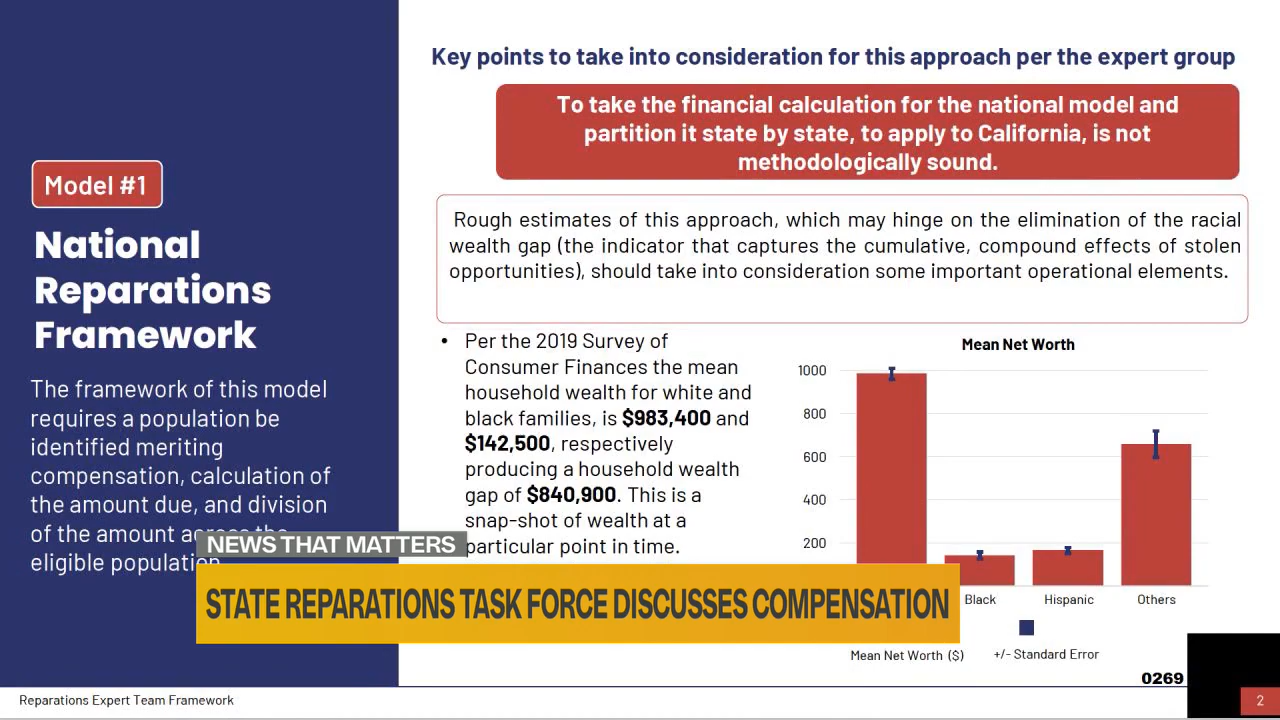 Key points to take into consideration for this approach per the expert group
To take the financial calculation for the national model and
partition it state by state, to apply to California, is not
methodologically sound.
Model #1
National
Reparations
Framework
The framework of this model
requires a population be
identified meriting
compensation, calculation of
the amount due, and division
of the amount across the
eligible population.
Rough estimates of this approach, which may hinge on the elimination of the racial
wealth gap (the indicator that captures the cumulative, compound effects of stolen
opportunities), should take into consideration some important operational elements.
• Per the 2019 Survey of
Consumer Finances the mean
household wealth for white and
black families, is $983,400 and
$142,500, respectively
producing a household wealth
gap of $840,900. This is a
snap-shot of wealth at a
particular point in time.
Mean Net Worth
1000
800
600
400
200
Black
Hispanic
Others
Mean Net Worth ($)
+/- Standard Error
NEWS THAT MATTERS
STATE REPARATIONS TASK FORCE DISCUSSES COMPENSATION
0269
Reparations Expert Team Framework
2